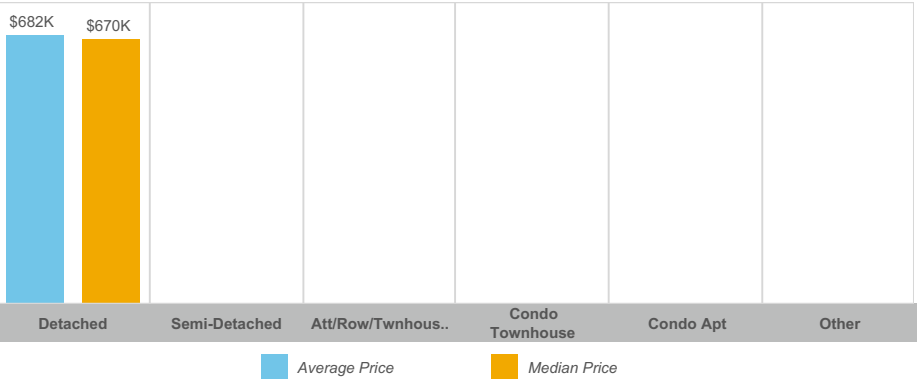 $682K
$670K
Detached
Semi-Detached
Att/Row/Twnhous..
Condo
Townhouse
Condo Apt
Other
Average Price
Median Price